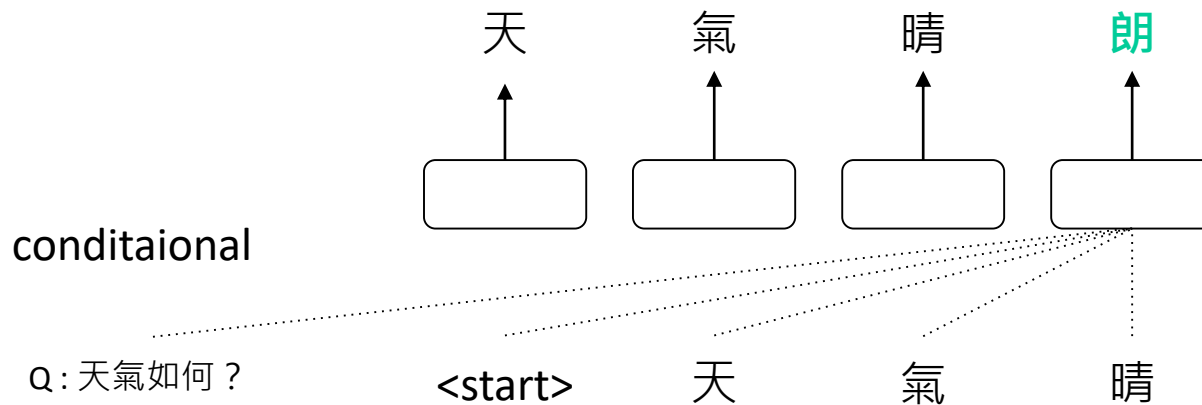 天 氣 晴 朗
conditaional
Q : 天氣如何？ <start> 天 氣 晴